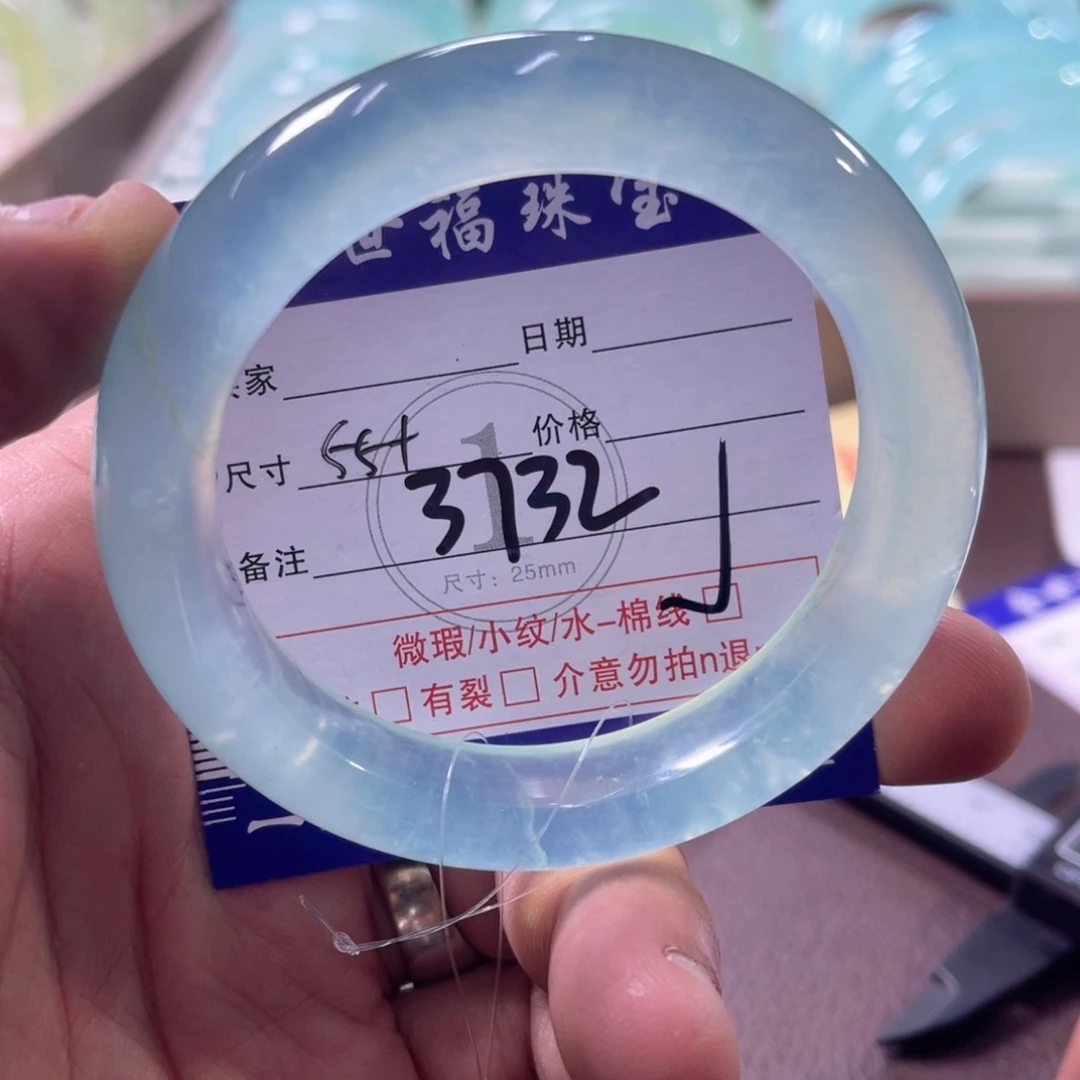 世福珠宝
家 日期
尺寸 55+ 价格
3732
备注
尺寸: 25mm
微瑕/小纹/水-棉线
有裂 介意勿拍n退